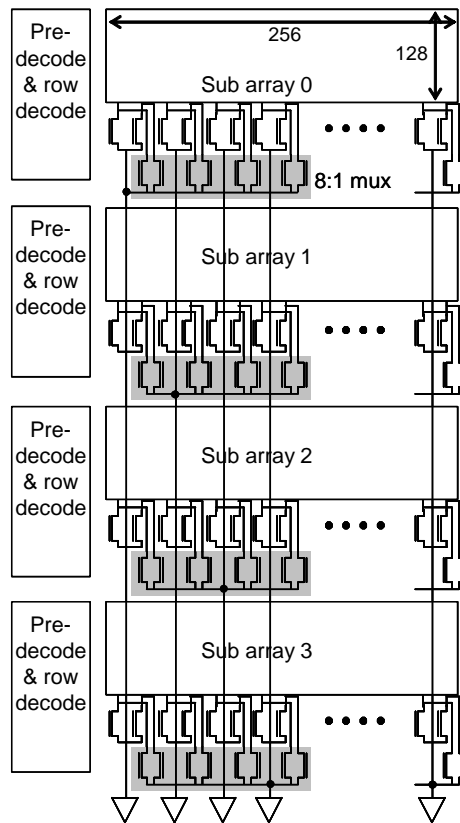 Pre-
decode
& row
decode
256
128
Sub array 0
8:1 mux
Pre-
decode
& row
decode
Sub array 1
Pre-
decode
& row
decode
Sub array 2
Pre-
decode
& row
decode
Sub array 3